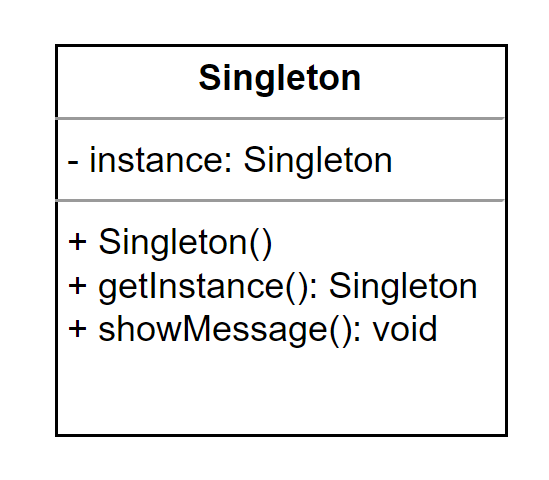 Singleton
- instance: Singleton
+ Singleton()
+ getInstance(): Singleton
+ showMessage(): void